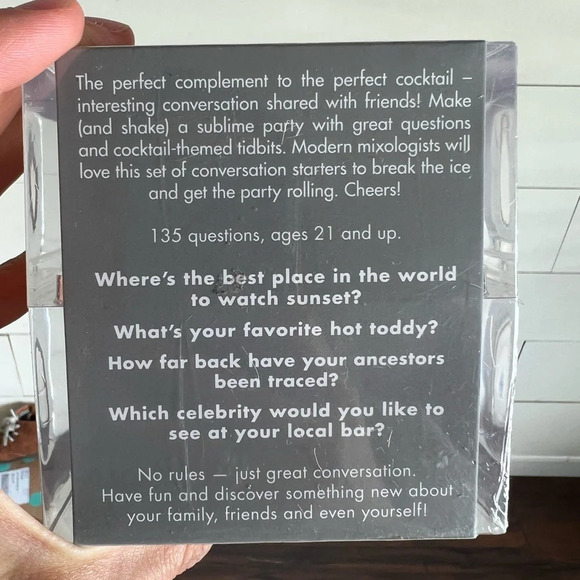 The perfect complement to the perfect cocktail –
interesting conversation shared with friends! Make
(and shake) a sublime party with great questions
and cocktail-themed tidbits. Modern mixologists will
love this set of conversation starters to break the ice
and get the party rolling. Cheers!
135 questions, ages 21 and up.
Where's the best place in the world
to watch sunset?
What's your favorite hot toddy?
How far back have your ancestors
been traced?
Which celebrity would you like to
see at your local bar?
No rules — just great conversation.
Have fun and discover something new about
your family, friends and even yourself!